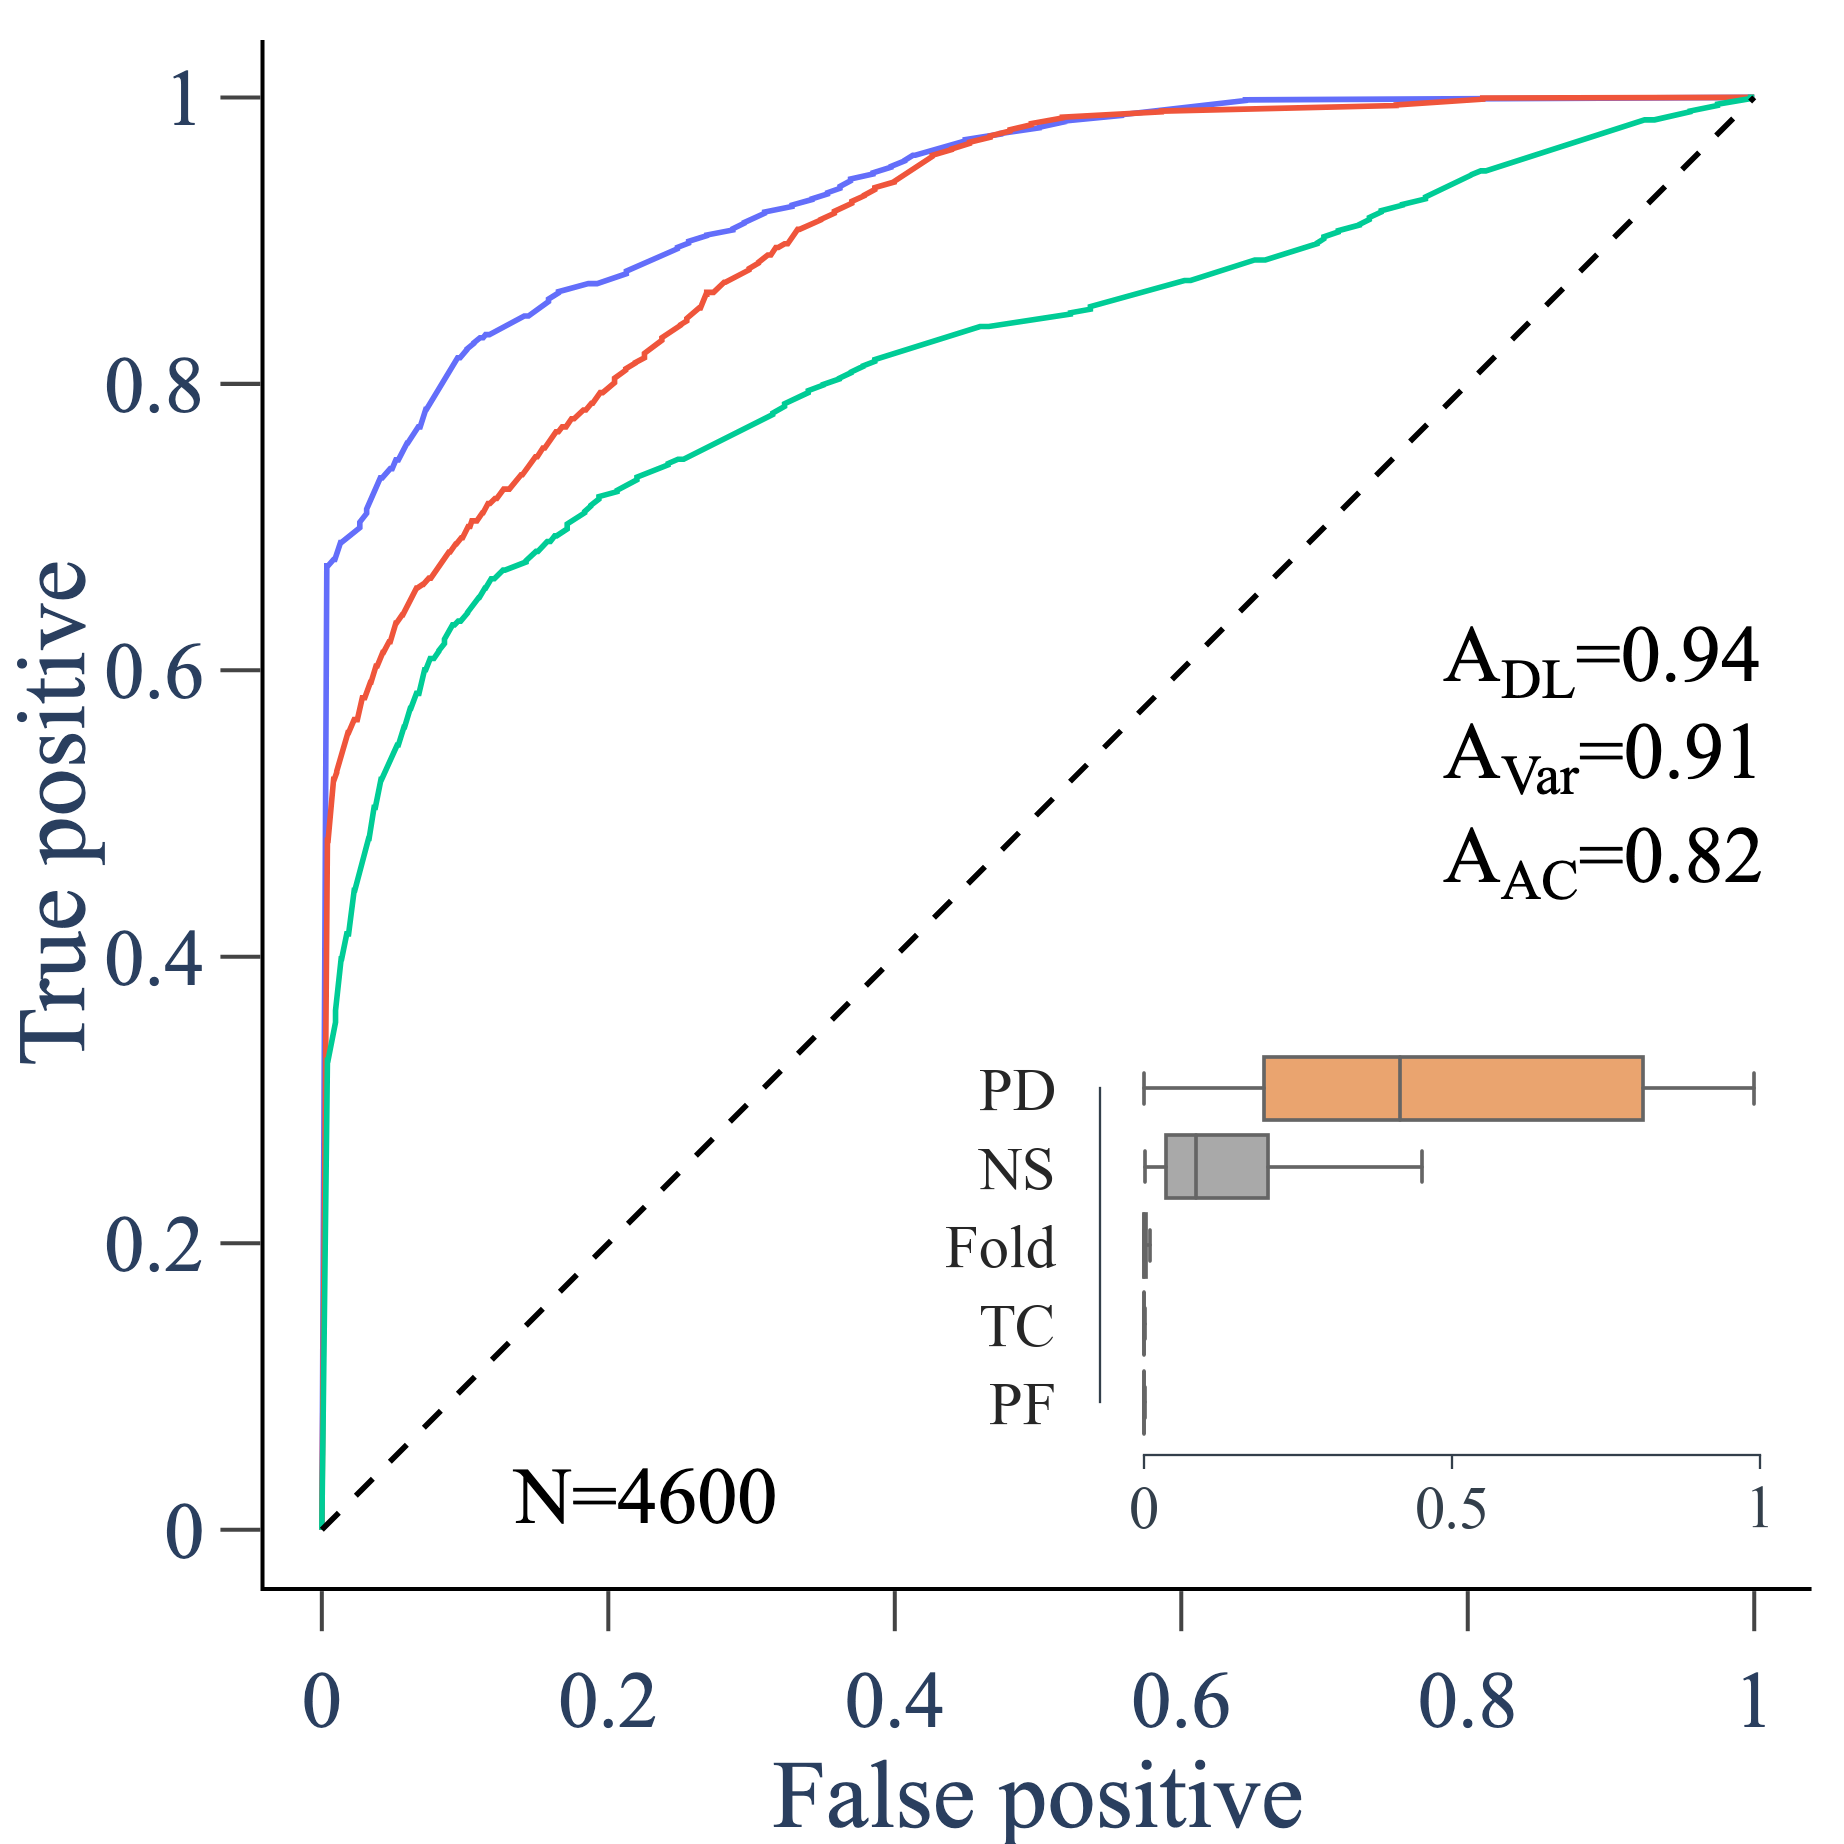 1
0.8
0.6
0.4
0.2
0
True positive
A_DL=0.94
A_Var=0.91
A_AC=0.82
PD
NS
Fold
TC
PF
0 0.5 1
N=4600
0 0.2 0.4 0.6 0.8 1
False positive